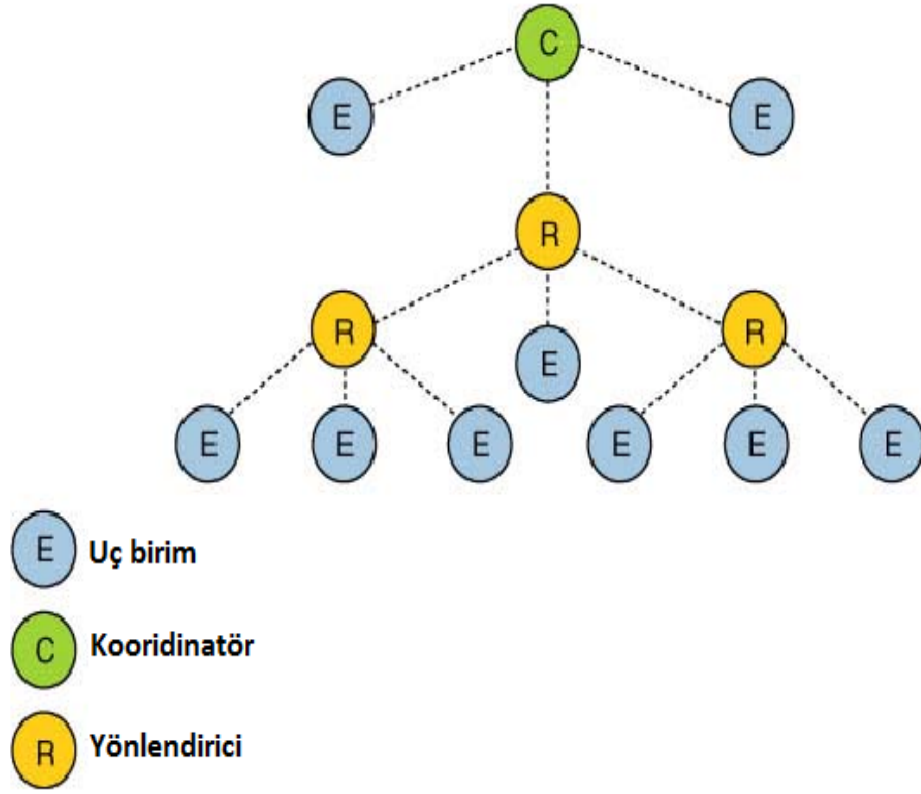 C
E E
R
R R
E
E E E E E E
E Uç birim
C Kooridinatör
R Yönlendirici